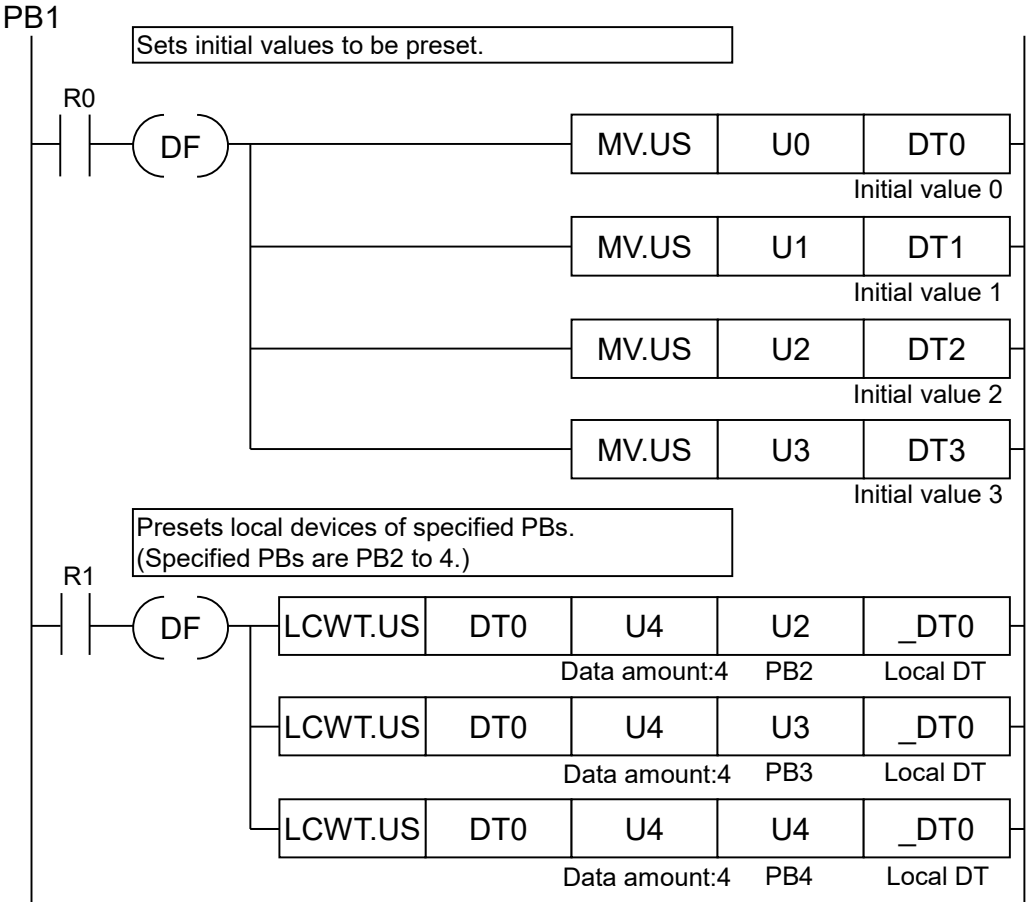 PB1
Sets initial values to be preset.
R0
DF
MV.US U0 DT0
Initial value 0
MV.US U1 DT1
Initial value 1
MV.US U2 DT2
Initial value 2
MV.US U3 DT3
Initial value 3
Presets local devices of specified PBs.
(Specified PBs are PB2 to 4.)
R1
DF
LCWT.US DT0 U4 U2 _DT0
Data amount:4 PB2 Local DT
LCWT.US DT0 U4 U3 _DT0
Data amount:4 PB3 Local DT
LCWT.US DT0 U4 U4 _DT0
Data amount:4 PB4 Local DT